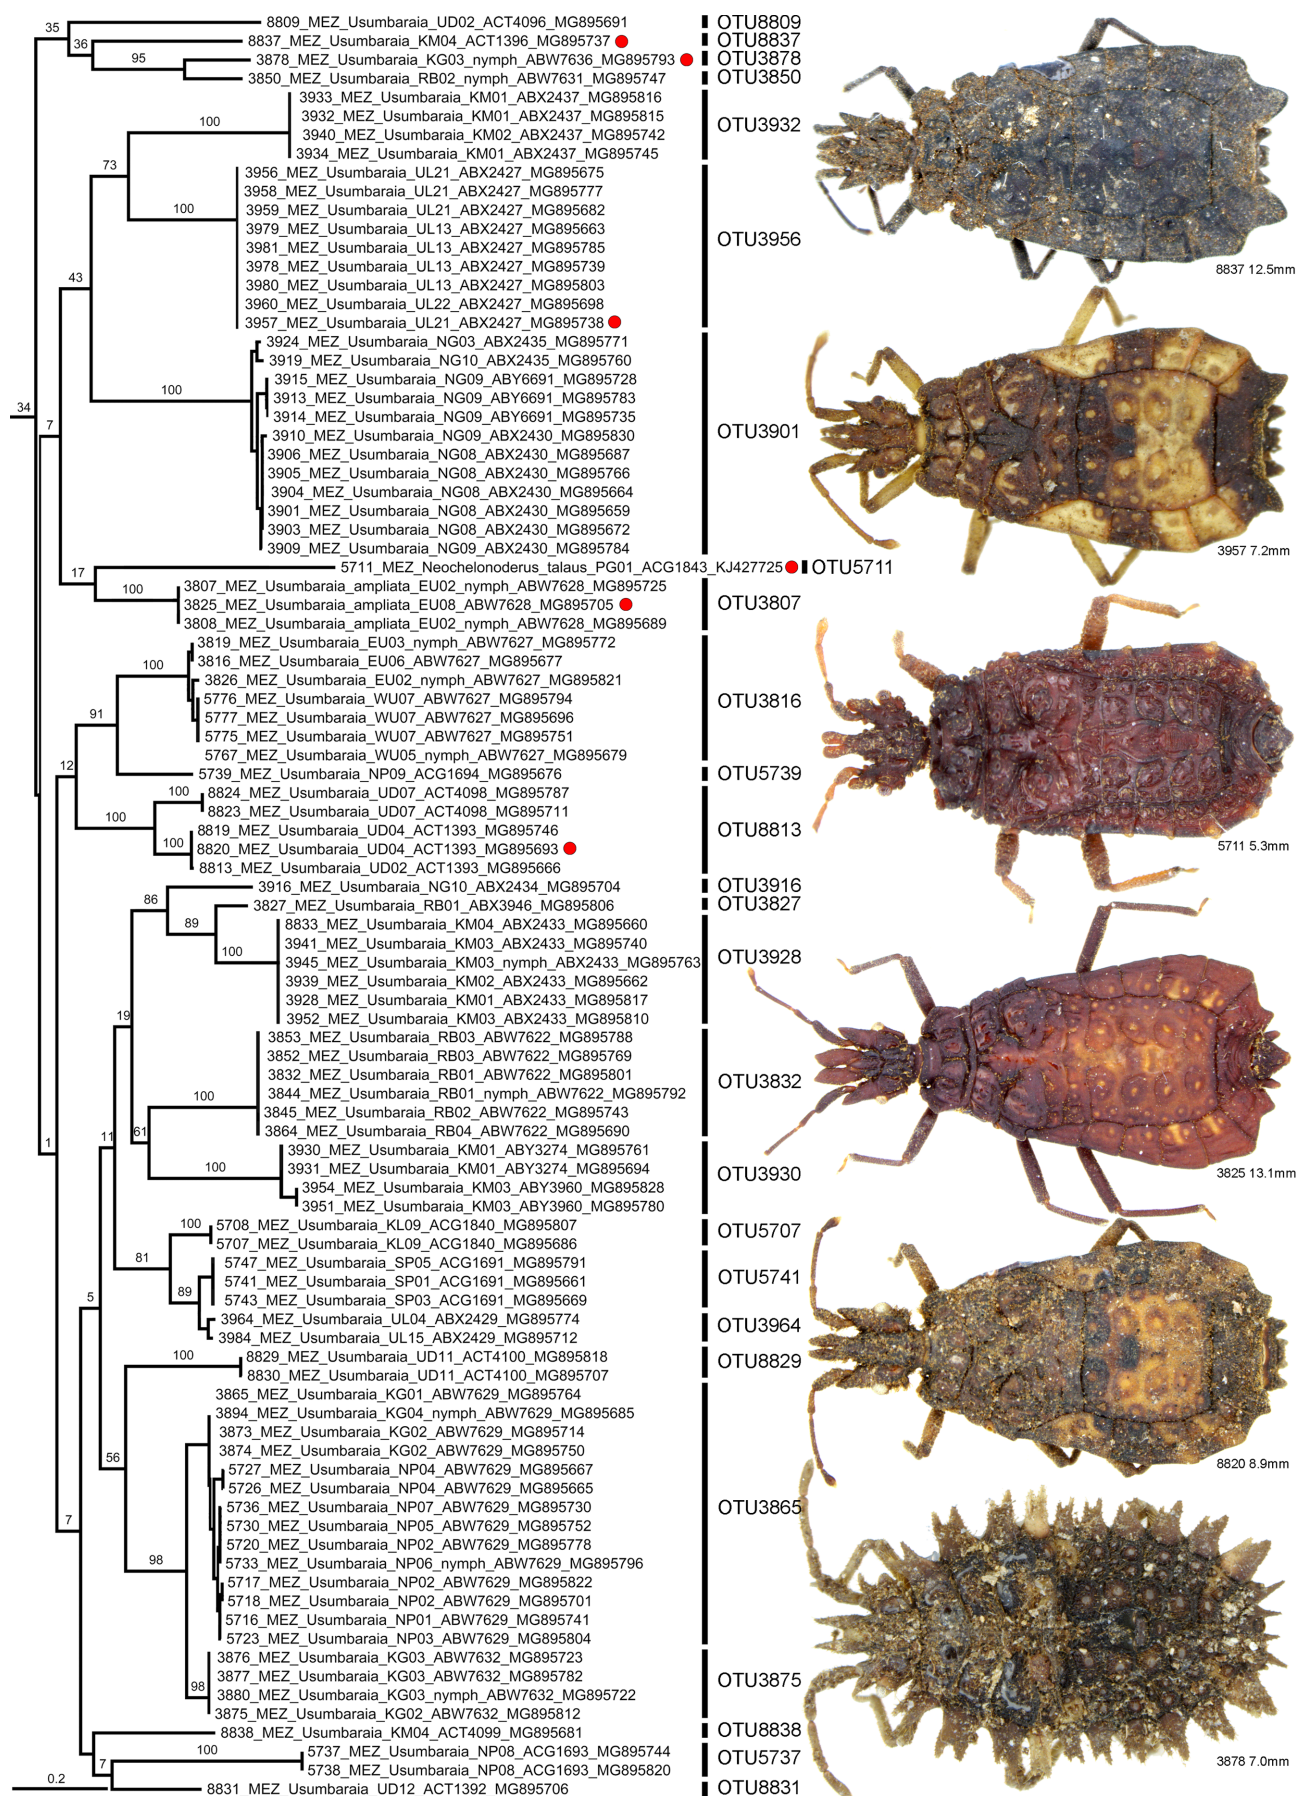 35
8809_MEZ_Usumbaraia_UD02_ACT4096_MG895691 OTU8809
36
8837_MEZ_Usumbaraia_KM04_ACT1396_MG895737 OTU8837
95
3878_MEZ_Usumbaraia_KG03_nymph_ABW7636_MG895793 OTU3878
3850_MEZ_Usumbaraia_RB02_nymph_ABW7631_MG895747 OTU3850
3933_MEZ_Usumbaraia_KM01_ABX2437_MG895816
100
3932_MEZ_Usumbaraia_KM01_ABX2437_MG895815
OTU3932
3940_MEZ_Usumbaraia_KM02_ABX2437_MG895742
3934_MEZ_Usumbaraia_KM01_ABX2437_MG895745
73
3956_MEZ_Usumbaraia_UL21_ABX2427_MG895675
3958_MEZ_Usumbaraia_UL21_ABX2427_MG895777
100
3959_MEZ_Usumbaraia_UL21_ABX2427_MG895682
3979_MEZ_Usumbaraia_UL13_ABX2427_MG895663
OTU3956
3981_MEZ_Usumbaraia_UL13_ABX2427_MG895785
3978_MEZ_Usumbaraia_UL13_ABX2427_MG895739
8837 12.5mm
43
3980_MEZ_Usumbaraia_UL13_ABX2427_MG895803
3960_MEZ_Usumbaraia_UL22_ABX2427_MG895698
3957_MEZ_Usumbaraia_UL21_ABX2427_MG895738
3924_MEZ_Usumbaraia_NG03_ABX2435_MG895771
3919_MEZ_Usumbaraia_NG10_ABX2435_MG895760
3915_MEZ_Usumbaraia_NG09_ABY6691_MG895728
100
3913_MEZ_Usumbaraia_NG09_ABY6691_MG895783
34
3914_MEZ_Usumbaraia_NG09_ABY6691_MG895735
7
OTU3901
3910_MEZ_Usumbaraia_NG09_ABX2430_MG895830
3906_MEZ_Usumbaraia_NG08_ABX2430_MG895687
3905_MEZ_Usumbaraia_NG08_ABX2430_MG895766
3904_MEZ_Usumbaraia_NG08_ABX2430_MG895664
3901_MEZ_Usumbaraia_NG08_ABX2430_MG895659
3903_MEZ_Usumbaraia_NG08_ABX2430_MG895672
3909_MEZ_Usumbaraia_NG09_ABX2430_MG895784
3957 7.2mm
17
5711_MEZ_Neochelonoderus_talaus_PG01_ACG1843_KJ427725 OTU5711
3807_MEZ_Usumbaraia_ampliata_EU02_nymph_ABW7628_MG895725
100
3825_MEZ_Usumbaraia_ampliata_EU08_ABW7628_MG895705 OTU3807
3808_MEZ_Usumbaraia_ampliata_EU02_nymph_ABW7628_MG895689
3819_MEZ_Usumbaraia_EU03_nymph_ABW7627_MG895772
100
3816_MEZ_Usumbaraia_EU06_ABW7627_MG895677
3826_MEZ_Usumbaraia_EU02_nymph_ABW7627_MG895821
5776_MEZ_Usumbaraia_WU07_ABW7627_MG895794 OTU3816
91
5777_MEZ_Usumbaraia_WU07_ABW7627_MG895696
5775_MEZ_Usumbaraia_WU07_ABW7627_MG895751
5767_MEZ_Usumbaraia_WU05_nymph_ABW7627_MG895679
12
5739_MEZ_Usumbaraia_NP09_ACG1694_MG895676 OTU5739
100
8824_MEZ_Usumbaraia_UD07_ACT4098_MG895787
8823_MEZ_Usumbaraia_UD07_ACT4098_MG895711
100
8819_MEZ_Usumbaraia_UD04_ACT1393_MG895746 OTU8813
100
8820_MEZ_Usumbaraia_UD04_ACT1393_MG895693
5711 5.3mm
8813_MEZ_Usumbaraia_UD02_ACT1393_MG895666
3916_MEZ_Usumbaraia_NG10_ABX2434_MG895704 OTU3916
86
3827_MEZ_Usumbaraia_RB01_ABX3946_MG895806 OTU3827
89
8833_MEZ_Usumbaraia_KM04_ABX2433_MG895660
3941_MEZ_Usumbaraia_KM03_ABX2433_MG895740
100
3945_MEZ_Usumbaraia_KM03_nymph_ABX2433_MG895763
OTU3928
3939_MEZ_Usumbaraia_KM02_ABX2433_MG895662
3928_MEZ_Usumbaraia_KM01_ABX2433_MG895817
19
3952_MEZ_Usumbaraia_KM03_ABX2433_MG895810
3853_MEZ_Usumbaraia_RB03_ABW7622_MG895788
3852_MEZ_Usumbaraia_RB03_ABW7622_MG895769
3832_MEZ_Usumbaraia_RB01_ABW7622_MG895801
OTU3832
3844_MEZ_Usumbaraia_RB01_nymph_ABW7622_MG895792
100
3845_MEZ_Usumbaraia_RB02_ABW7622_MG895743
3864_MEZ_Usumbaraia_RB04_ABW7622_MG895690
1
11
61
3930_MEZ_Usumbaraia_KM01_ABY3274_MG895761
100
3931_MEZ_Usumbaraia_KM01_ABY3274_MG895694
OTU3930
3825 13.1mm
3954_MEZ_Usumbaraia_KM03_ABY3960_MG895828
3951_MEZ_Usumbaraia_KM03_ABY3960_MG895780
100
5708_MEZ_Usumbaraia_KL09_ACG1840_MG895807
OTU5707
5707_MEZ_Usumbaraia_KL09_ACG1840_MG895686
81
5747_MEZ_Usumbaraia_SP05_ACG1691_MG895791
5741_MEZ_Usumbaraia_SP01_ACG1691_MG895661
OTU5741
89
5743_MEZ_Usumbaraia_SP03_ACG1691_MG895669
5
3964_MEZ_Usumbaraia_UL04_ABX2429_MG895774
OTU3964
3984_MEZ_Usumbaraia_UL15_ABX2429_MG895712
100
8829_MEZ_Usumbaraia_UD11_ACT4100_MG895818
OTU8829
8830_MEZ_Usumbaraia_UD11_ACT4100_MG895707
3865_MEZ_Usumbaraia_KG01_ABW7629_MG895764
3894_MEZ_Usumbaraia_KG04_nymph_ABW7629_MG895685
3873_MEZ_Usumbaraia_KG02_ABW7629_MG895714
3874_MEZ_Usumbaraia_KG02_ABW7629_MG895750
56
8820 8.9mm
5727_MEZ_Usumbaraia_NP04_ABW7629_MG895667
5726_MEZ_Usumbaraia_NP04_ABW7629_MG895665
5736_MEZ_Usumbaraia_NP07_ABW7629_MG895730
OTU3865
7
5730_MEZ_Usumbaraia_NP05_ABW7629_MG895752
5720_MEZ_Usumbaraia_NP02_ABW7629_MG895778
98
5733_MEZ_Usumbaraia_NP06_nymph_ABW7629_MG895796
5717_MEZ_Usumbaraia_NP02_ABW7629_MG895822
5718_MEZ_Usumbaraia_NP02_ABW7629_MG895701
5716_MEZ_Usumbaraia_NP01_ABW7629_MG895741
5723_MEZ_Usumbaraia_NP03_ABW7629_MG895804
3876_MEZ_Usumbaraia_KG03_ABW7632_MG895723
3877_MEZ_Usumbaraia_KG03_ABW7632_MG895782
OTU3875
98
3880_MEZ_Usumbaraia_KG03_nymph_ABW7632_MG895722
3875_MEZ_Usumbaraia_KG02_ABW7632_MG895812
8838_MEZ_Usumbaraia_KM04_ACT4099_MG895681 OTU8838
100
5737_MEZ_Usumbaraia_NP08_ACG1693_MG895744
OTU5737
3878 7.0mm
7
5738_MEZ_Usumbaraia_NP08_ACG1693_MG895820
0.2
8831_MEZ_Usumbaraia_UD12_ACT1392_MG895706 OTU8831